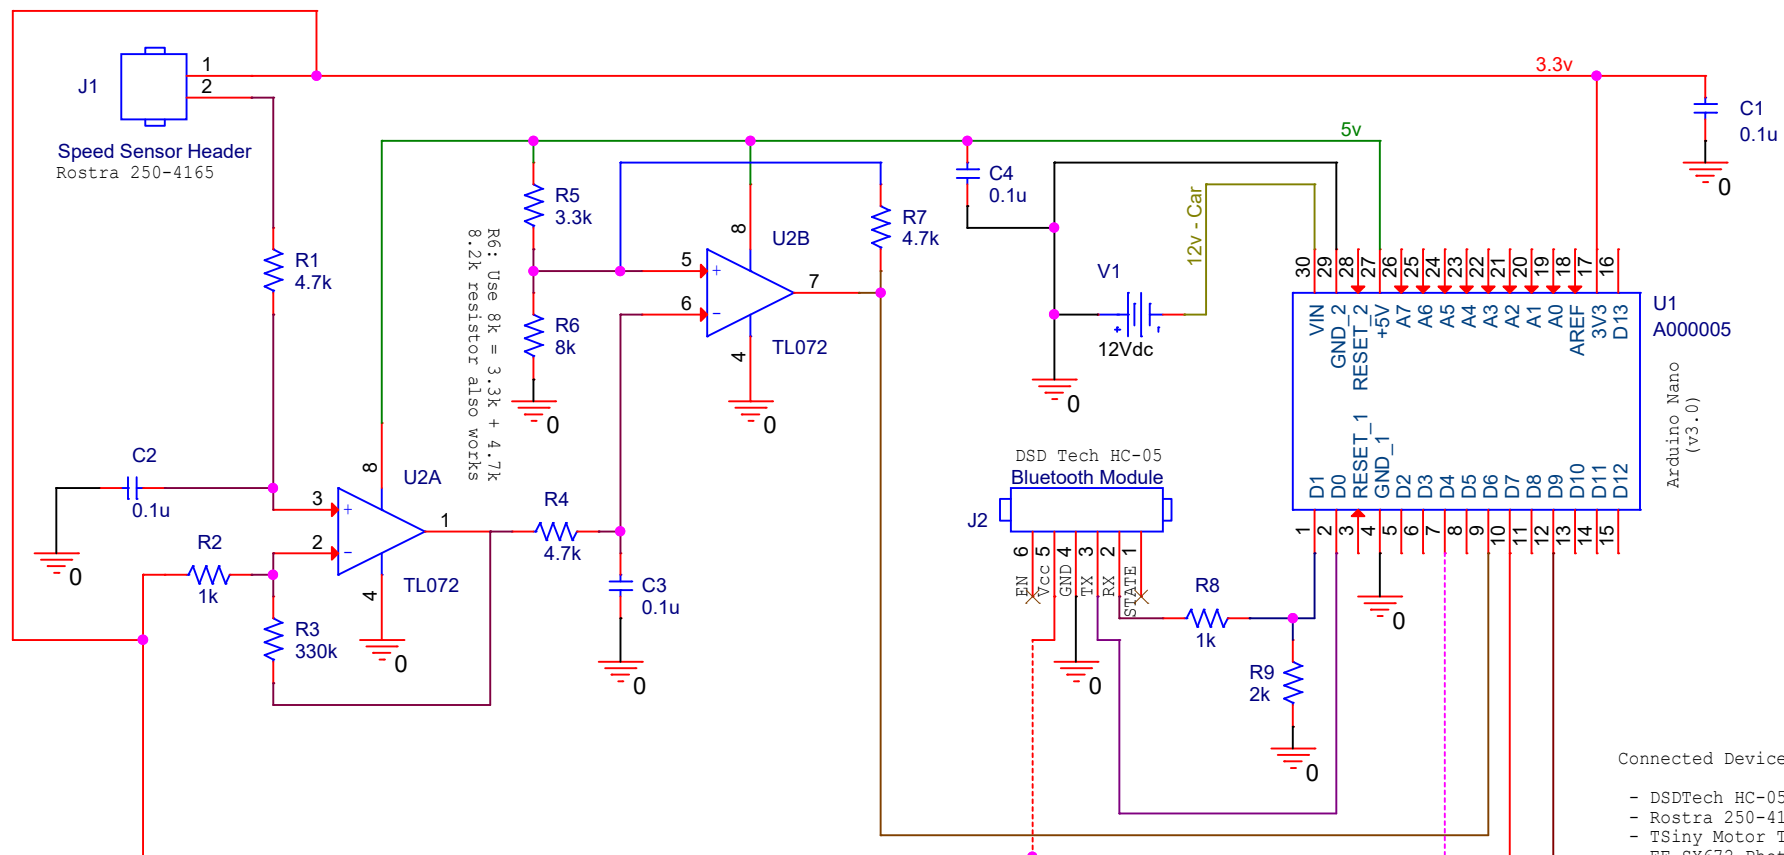 3.3v
J1
1
2
Speed Sensor Header
Rostra 250-4165
C1
0.1u
0
5v
R5
3.3k
C4
0.1u
R7
4.7k
12v - Car
R1
4.7k
R6: Use 8k = 3.3k + 4.7k
8.2k resistor also works
8
U2B
5
+
7
6
−
4
TL072
0
R6
8k
0
V1
+
-
12Vdc
0
30 29 28 27 26 25 24 23 22 21 20 19 18 17 16
VIN GND_2 RESET_2 +5V A7 A6 A5 A4 A3 A2 A1 A0 AREF 3V3 D13
U1
A000005
Arduino Nano
(v3.0)
D1 D0 RESET_1 GND_1 D2 D3 D4 D5 D6 D7 D8 D9 D10 D11 D12
1 2 3 4 5 6 7 8 9 10 11 12 13 14 15
0
C2
0.1u
0
8
U2A
3
+
1
2
−
4
TL072
0
R2
1k
R3
330k
R4
4.7k
C3
0.1u
0
DSD Tech HC-05
Bluetooth Module
J2
6 5 4 3 2 1
EN Vcc GND TX RX STATE
0
R8
1k
R9
2k
0
Connected Device
- DSDTech HC-05
- Rostra 250-41
- TSiny Motor T